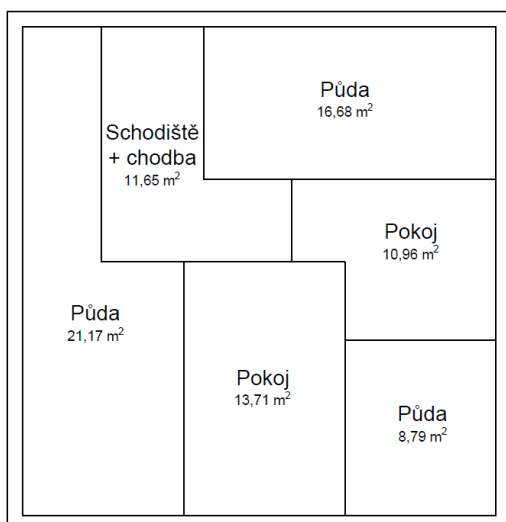 Půda
16,68 m²
Schodiště
+ chodba
11,65 m²
Pokoj
10,96 m²
Půda
21,17 m²
Pokoj
13,71 m²
Půda
8,79 m²